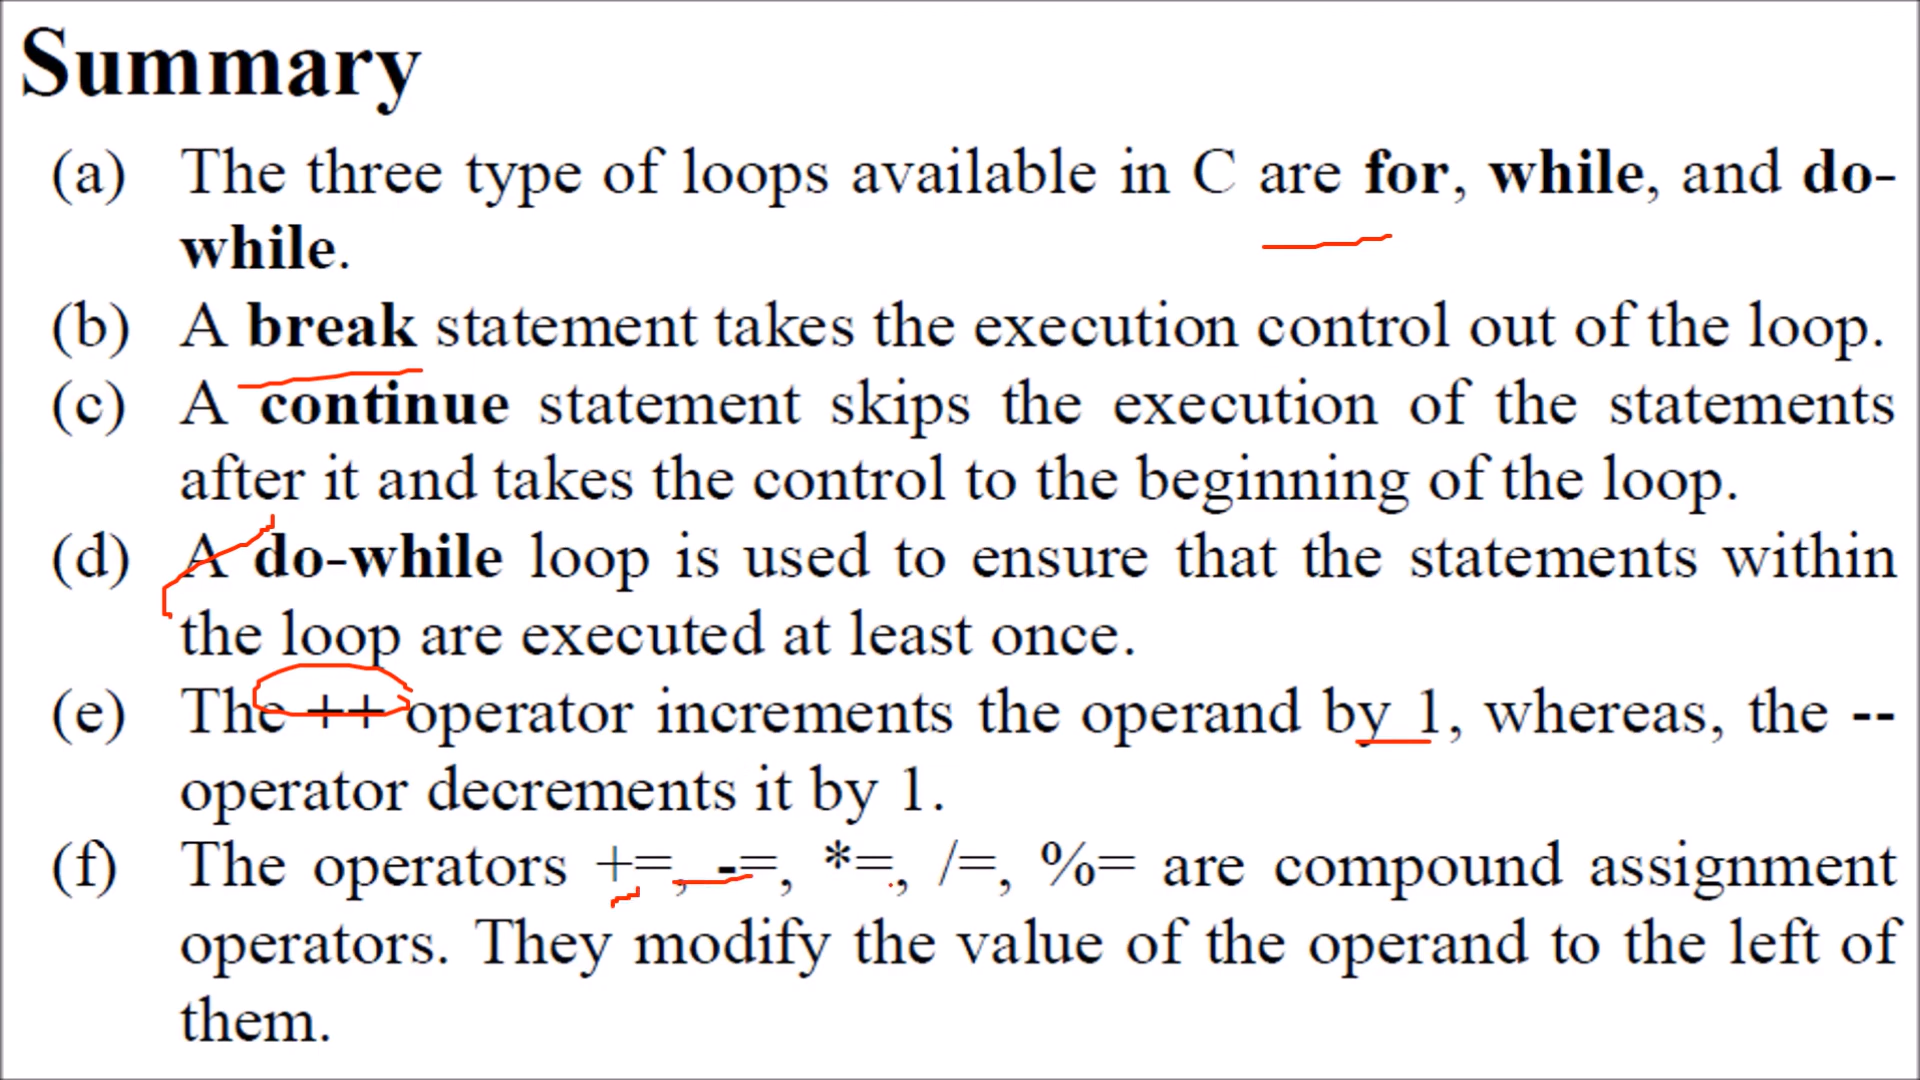 Summary
(a) The three type of loops available in C are for, while, and do-
while.
(b) A break statement takes the execution control out of the loop.
(c) A continue statement skips the execution of the statements
after it and takes the control to the beginning of the loop.
(d) A do-while loop is used to ensure that the statements within
the loop are executed at least once.
(e) The ++ operator increments the operand by 1, whereas, the --
operator decrements it by 1.
(f) The operators +=, -=, *=, /=, %= are compound assignment
operators. They modify the value of the operand to the left of
them.